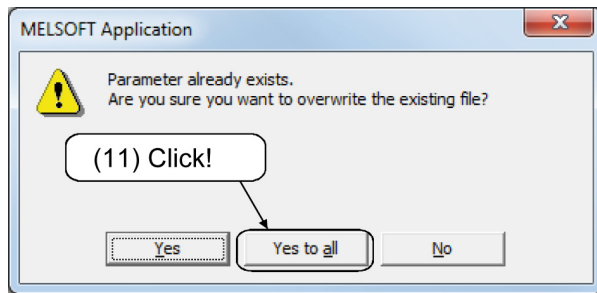 MELSOFT Application
Parameter already exists.
Are you sure you want to overwrite the existing file?
(11) Click!
Yes
Yes to all
No